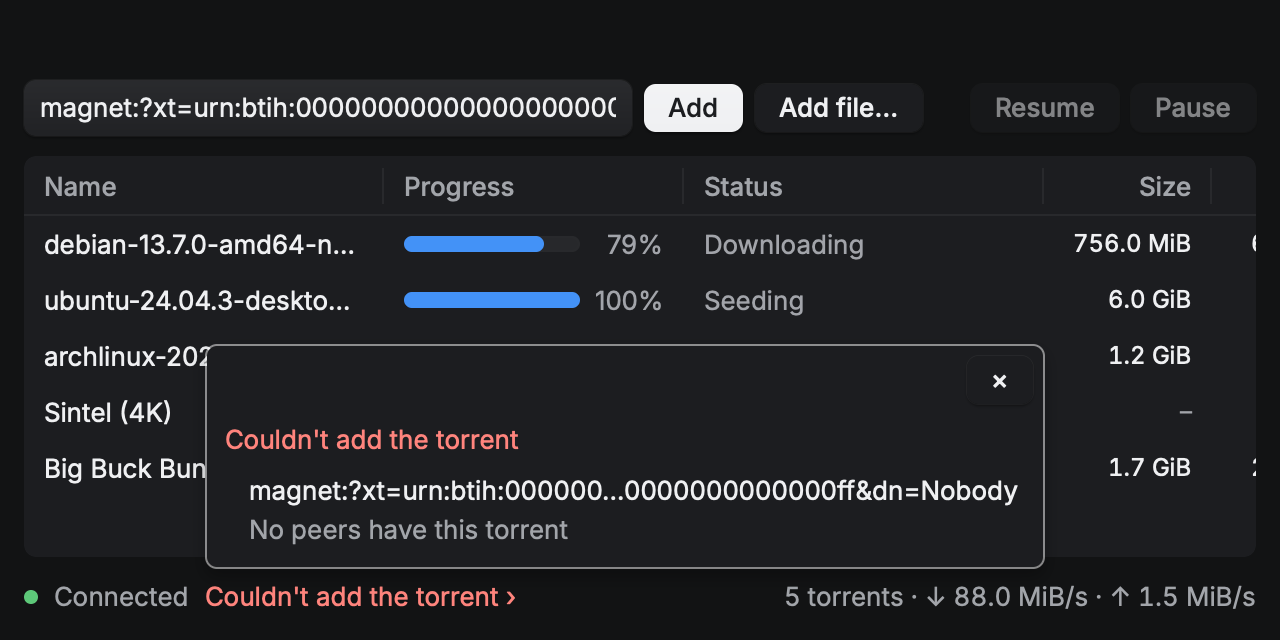 magnet:?xt=urn:btih:00000000000000000000 Add Add file... Resume Pause
Name Progress Status Size
debian-13.7.0-amd64-n... 79% Downloading 756.0 MiB
ubuntu-24.04.3-deskto... 100% Seeding 6.0 GiB
archlinux-202 1.2 GiB
×
Sintel (4K) –
Couldn't add the torrent
Big Buck Bun 1.7 GiB
magnet:?xt=urn:btih:000000...0000000000000ff&dn=Nobody
No peers have this torrent
Connected Couldn't add the torrent › 5 torrents · ↓ 88.0 MiB/s · ↑ 1.5 MiB/s